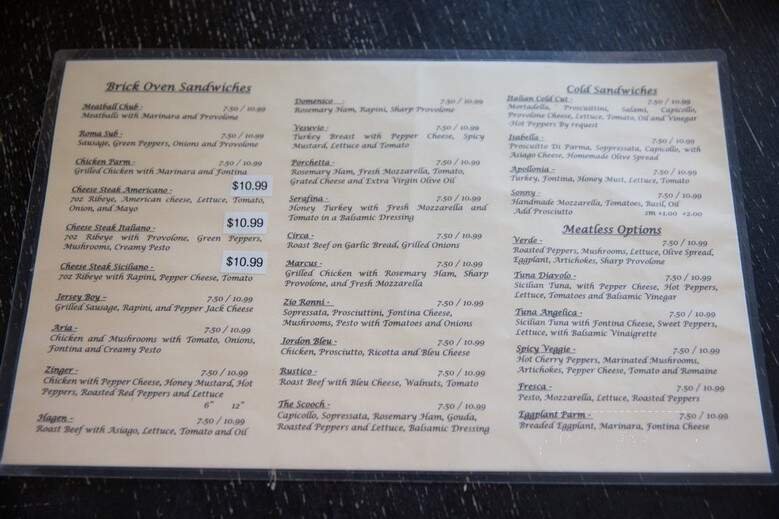 Brick Oven Sandwiches
Meatball Chub - 7.50 / 10.99
Meatballs with Marinara and Provolone
Roma Sub - 7.50 / 10.99
Sausage, Green Peppers, Onions and Provolone
Chicken Parm - 7.50 / 10.99
Grilled Chicken with Marinara and Fontina
Cheese Steak Americano - $10.99
7oz Ribeye, American cheese, Lettuce, Tomato,
Onion, and Mayo
Cheese Steak Italiano - $10.99
7oz Ribeye with Provolone, Green Peppers,
Mushrooms, Creamy Pesto
Cheese Steak Siciliano - $10.99
7oz Ribeye with Rapini, Pepper Cheese, Tomato
Jersey Boy - 7.50 / 10.99
Grilled Sausage, Rapini, and Pepper Jack Cheese
Aria - 7.50 / 10.99
Chicken and Mushrooms with Tomato, Onions,
Fontina and Creamy Pesto
Zinger - 7.50 / 10.99
Chicken with Pepper Cheese, Honey Mustard, Hot
Peppers, Roasted Red Peppers and Lettuce
6" 12"
Hagen - 7.50 / 10.99
Roast Beef with Asiago, Lettuce, Tomato and Oil
Domenico - 7.50 / 10.99
Rosemary Ham, Rapini, Sharp Provolone
Vesuvio - 7.50 / 10.99
Turkey Breast with Pepper Cheese, Spicy
Mustard, Lettuce and Tomato
Porchetta - 7.50 / 10.99
Rosemary Ham, Fresh Mozzarella, Tomato,
Grated Cheese and Extra Virgin Olive Oil
Serafina - 7.50 / 10.99
Honey Turkey with Fresh Mozzarella and
Tomato in a Balsamic Dressing
Circa - 7.50 / 10.99
Roast Beef on Garlic Bread, Grilled Onions
Marcus - 7.50 / 10.99
Grilled Chicken with Rosemary Ham, Sharp
Provolone, and Fresh Mozzarella
Zio Ronni - 7.50 / 10.99
Sopressata, Prosciuttini, Fontina Cheese,
Mushrooms, Pesto with Tomatoes and Onions
Jordon Bleu - 7.50 / 10.99
Chicken, Prosciutto, Ricotta and Bleu Cheese
Rustico - 7.50 / 10.99
Roast Beef with Bleu Cheese, Walnuts, Tomato
The Scooch - 7.50 / 10.99
Capicollo, Sopressata, Rosemary Ham, Gouda,
Roasted Peppers and Lettuce, Balsamic Dressing
Cold Sandwiches
Italian Cold Cut - 7.50 / 10.99
Mortadella, Proscuittini, Salami, Capicollo,
Provolone Cheese, Lettuce, Tomato, Oil and Vinegar
Hot Peppers By request
Isabella - 7.50 / 10.99
Proscuitto Di Parma, Soppressata, Capicollo, with
Asiago Cheese, Homemade Olive Spread
Apollonia - 7.50 / 10.99
Turkey, Fontina, Honey Must, Lettuce, Tomato
Sonny - 7.50 / 10.99
Handmade Mozzarella, Tomatoes, Basil, Oil
Add Proscuitto sm +1.00 +2.00
Meatless Options
Verde - 7.50 / 10.99
Roasted Peppers, Mushrooms, Lettuce, Olive Spread,
Eggplant, Artichokes, Sharp Provolone
Tuna Diavolo - 7.50 / 10.99
Sicilian Tuna, with Pepper Cheese, Hot Peppers,
Lettuce, Tomatoes and Balsamic Vinegar
Tuna Angelica - 7.50 / 10.99
Sicilian Tuna with Fontina Cheese, Sweet Peppers,
Lettuce, with Balsamic Vinaigrette
Spicy Veggie - 7.50 / 10.99
Hot Cherry Peppers, Marinated Mushrooms,
Artichokes, Pepper Cheese, Tomato and Romaine
Fresca - 7.50 / 10.99
Pesto, Mozzarella, Lettuce, Roasted Peppers
Eggplant Parm - 7.50 / 10.99
Breaded Eggplant, Marinara, Fontina Cheese